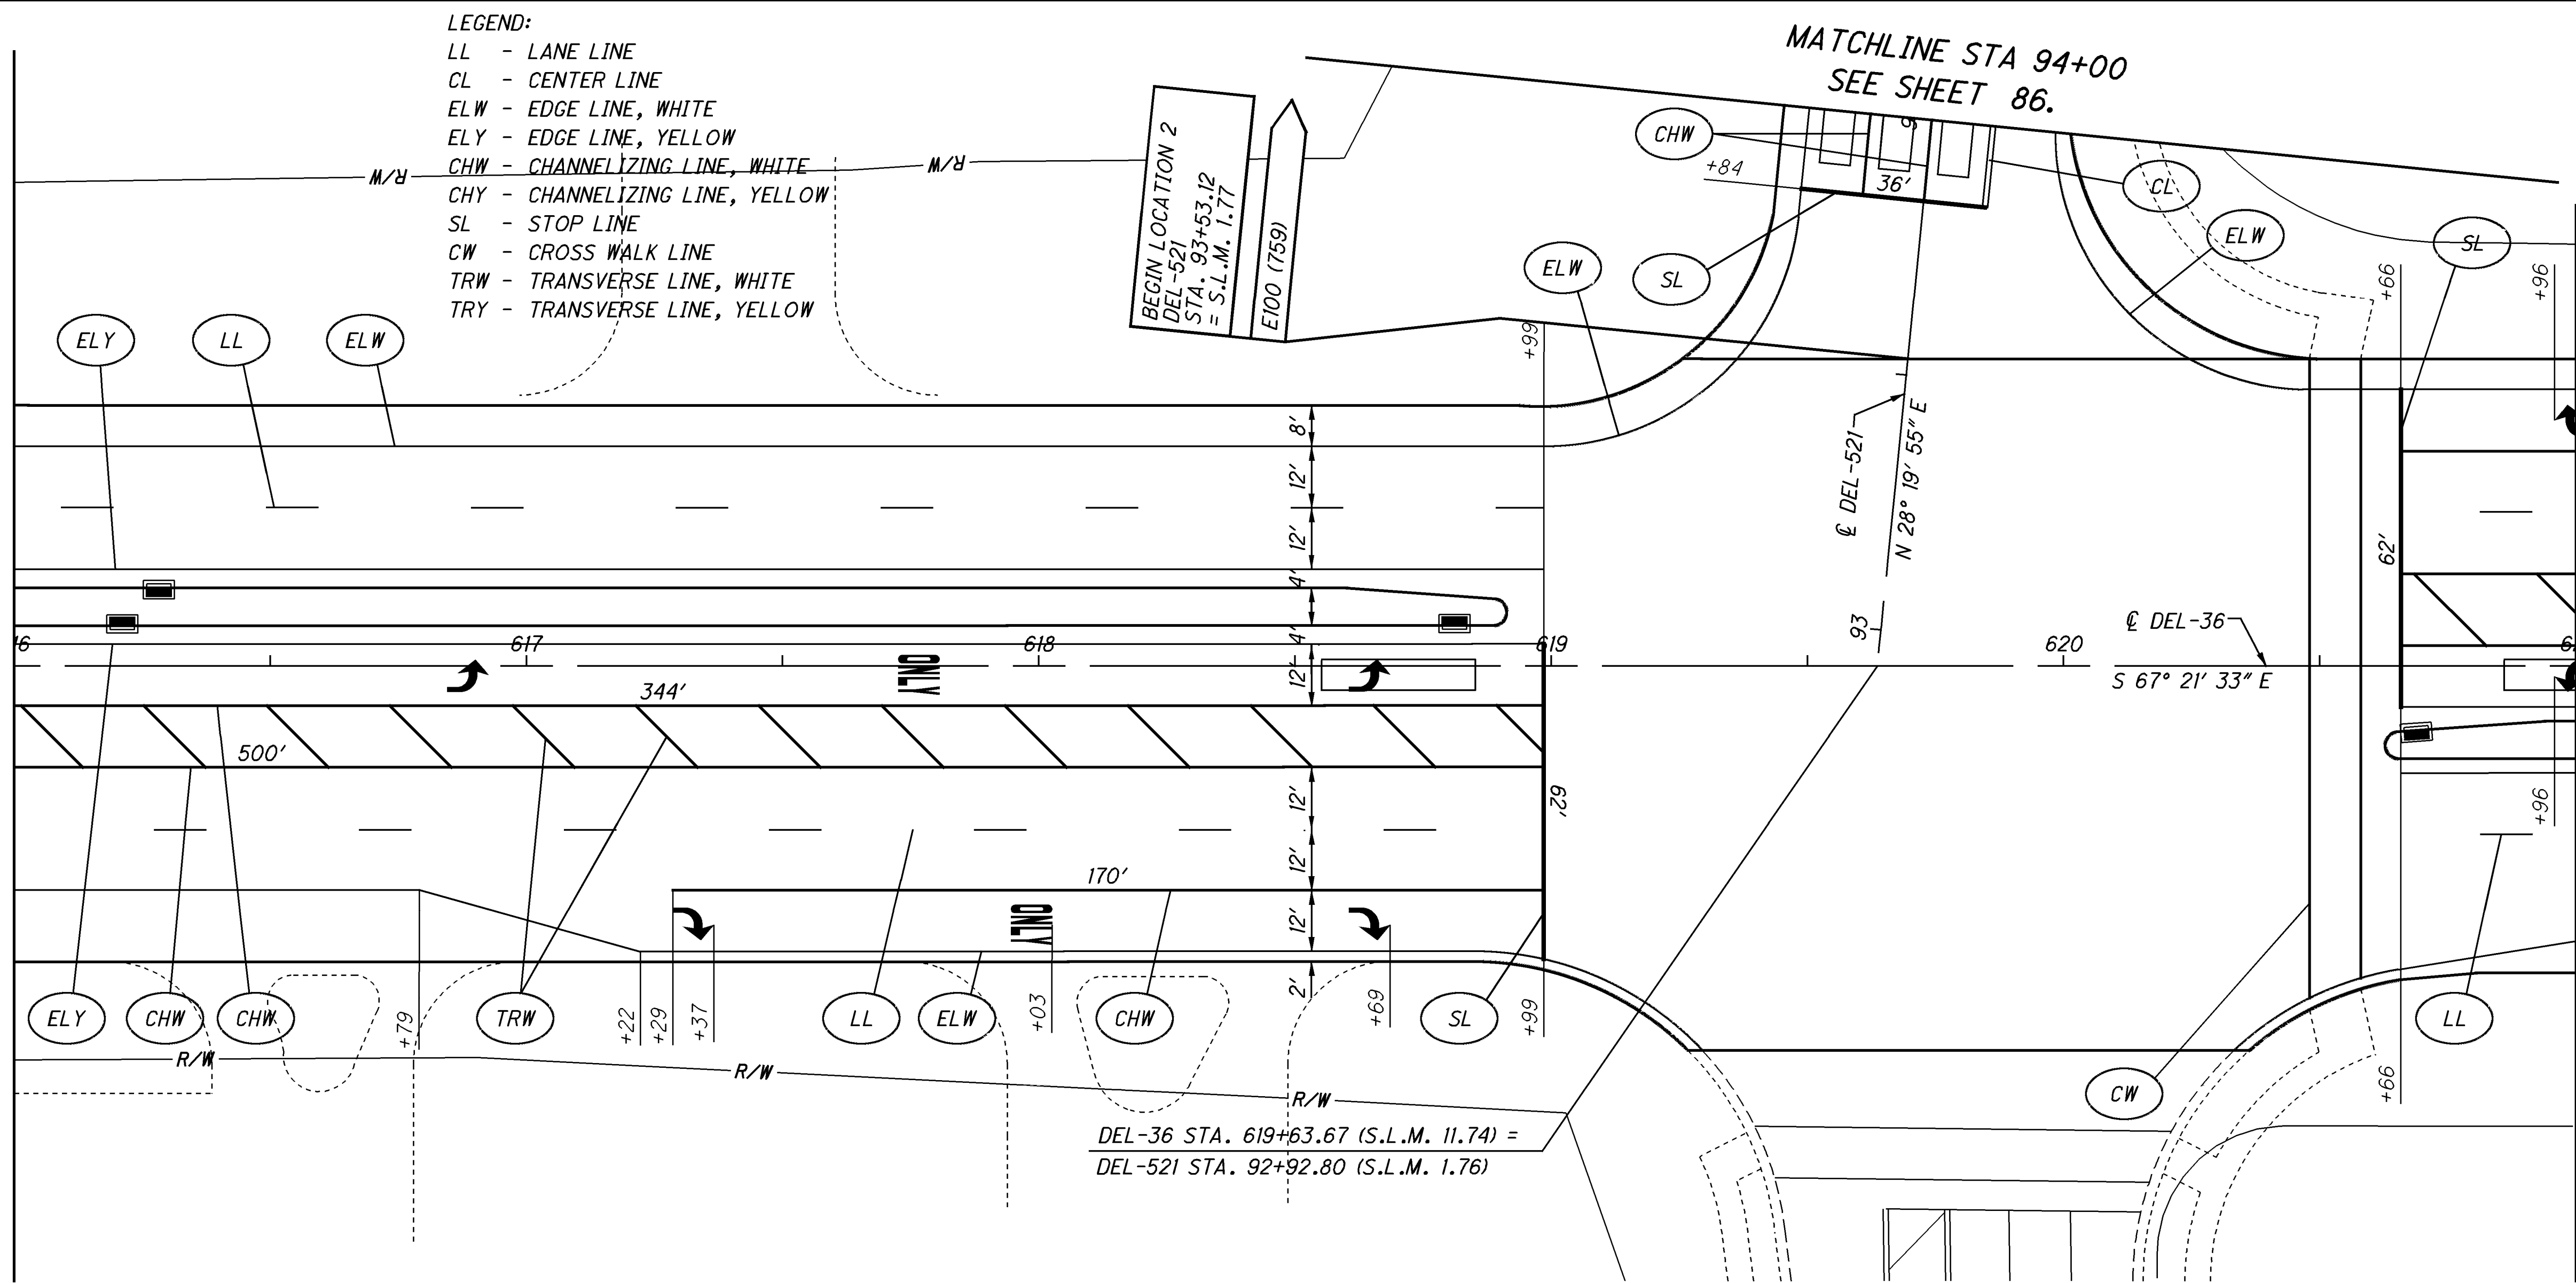 LEGEND:
LL - LANE LINE
CL - CENTER LINE
ELW - EDGE LINE, WHITE
ELY - EDGE LINE, YELLOW
CHW - CHANNELIZING LINE, WHITE
CHY - CHANNELIZING LINE, YELLOW
SL - STOP LINE
CW - CROSS WALK LINE
TRW - TRANSVERSE LINE, WHITE
TRY - TRANSVERSE LINE, YELLOW
MATCHLINE STA 94+00
SEE SHEET 86.
R/W
R/W
BEGIN LOCATION 2
DEL-521
STA. 93+53.12
= S.L.M. 1.77
E100 (759)
CHW
+84
36'
CL
ELW
SL
ELW
SL
+66
+96
ELY
LL
ELW
+99
8'
12'
12'
4'
4'
12'
12'
12'
12'
2'
℄ DEL-521
N 28° 19' 55" E
93
62'
℄ DEL-36
S 67° 21' 33" E
617
618
619
620
ONLY
344'
500'
62'
170'
ONLY
+96
ELY
CHW
CHW
+79
TRW
+22
+29
+37
LL
ELW
+03
CHW
+69
SL
+99
LL
CW
+66
R/W
R/W
R/W
DEL-36 STA. 619+63.67 (S.L.M. 11.74) =
DEL-521 STA. 92+92.80 (S.L.M. 1.76)